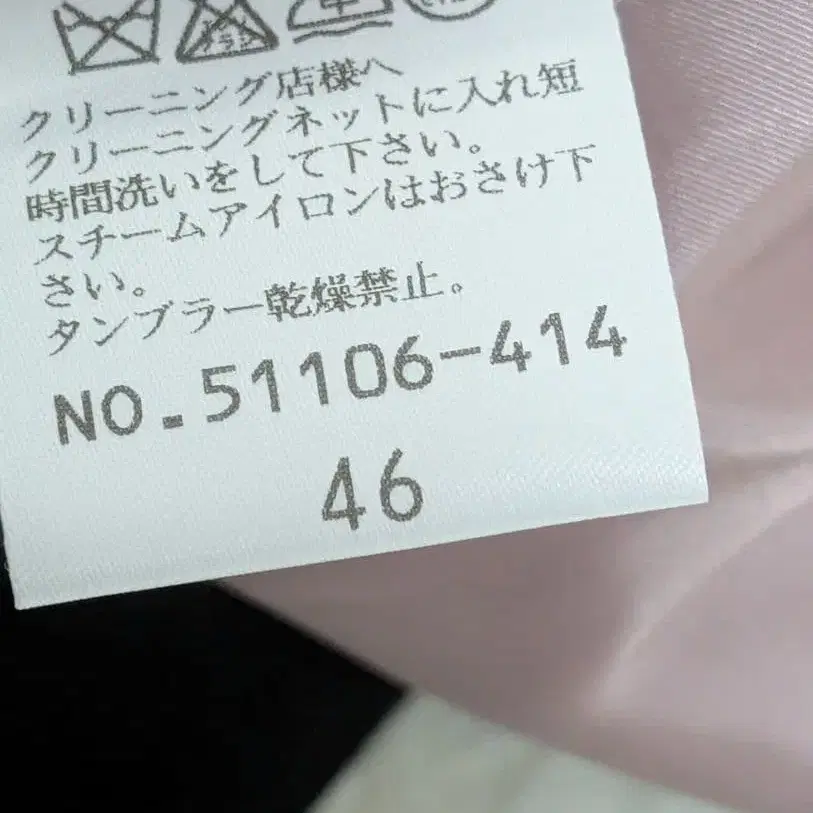 クリーニング店様へ
クリーニングネットに入れ短
時間洗いをして下さい。
スチームアイロンはおさけ下
さい。
タンブラー乾燥禁止。
NO.51106-414
46